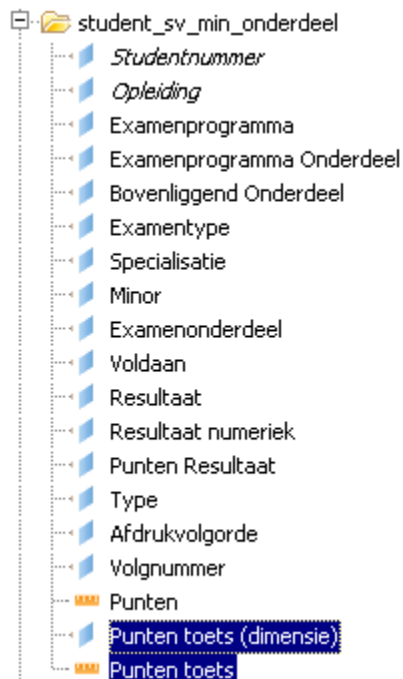 student_sv_min_onderdeel
Studentnummer
Opleiding
Examenprogramma
Examenprogramma Onderdeel
Bovenliggend Onderdeel
Examentype
Specialisatie
Minor
Examenonderdeel
Voldaan
Resultaat
Resultaat numeriek
Punten Resultaat
Type
Afdrukvolgorde
Volgnummer
Punten
Punten toets (dimensie)
Punten toets